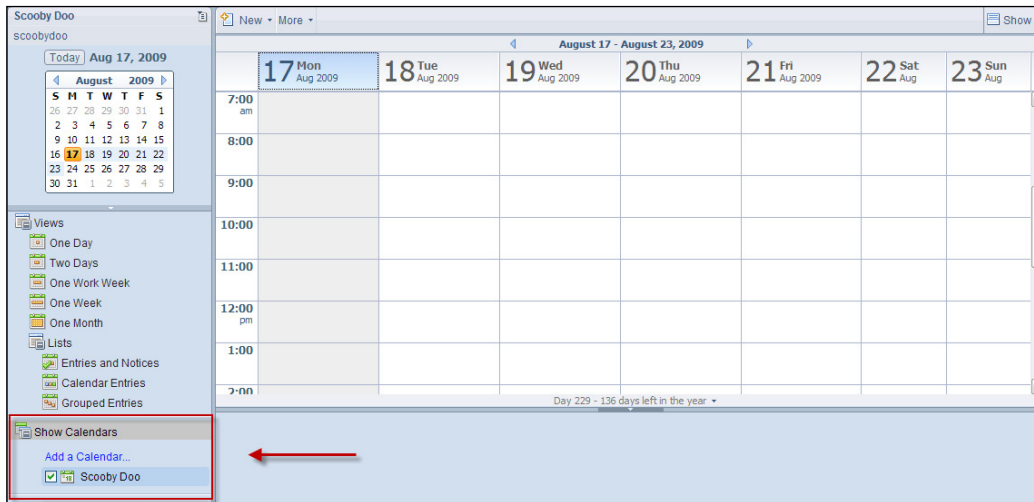 Scooby Doo
scoobydoo
Today Aug 17, 2009
August 2009
S M T W T F S
26 27 28 29 30 31 1
2 3 4 5 6 7 8
9 10 11 12 13 14 15
16 17 18 19 20 21 22
23 24 25 26 27 28 29
30 31 1 2 3 4 5
Views
One Day
Two Days
One Work Week
One Week
One Month
Lists
Entries and Notices
Calendar Entries
Grouped Entries
Show Calendars
Add a Calendar...
Scooby Doo
New More
Show
August 17 - August 23, 2009
17 Mon Aug 2009
18 Tue Aug 2009
19 Wed Aug 2009
20 Thu Aug 2009
21 Fri Aug 2009
22 Sat Aug
23 Sun Aug
7:00
am
8:00
9:00
10:00
11:00
12:00
pm
1:00
2:00
Day 229 - 136 days left in the year